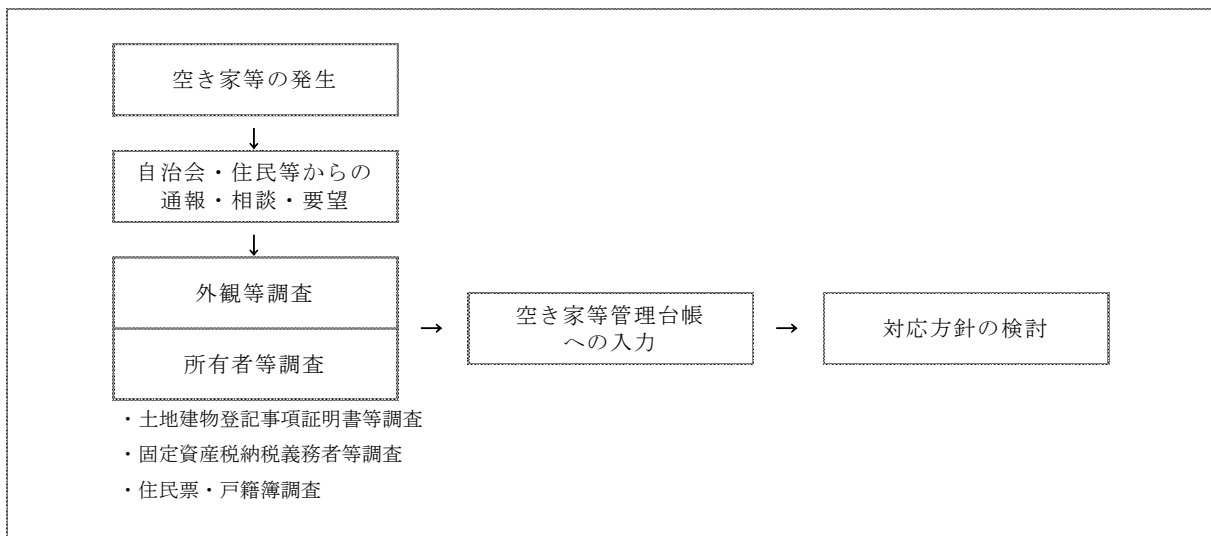 空き家等の発生
↓
自治会・住民等からの
通報・相談・要望
↓
外観等調査
所有者等調査
→
空き家等管理台帳
への入力
→
対応方針の検討
・土地建物登記事項証明書等調査
・固定資産税納税義務者等調査
・住民票・戸籍簿調査